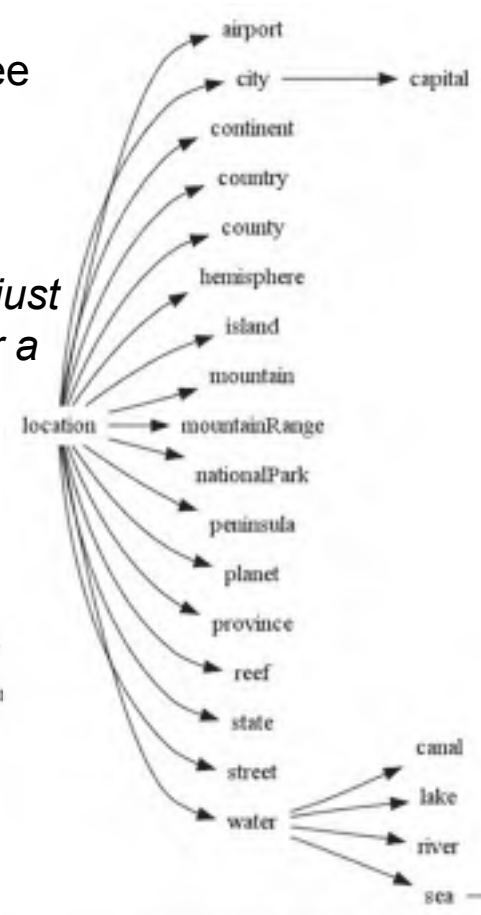 airport
ee
city
capital
continent
country
county
hemisphere
just
island
r a
mountain
location
mountainRange
nationalPark
peninsula
planet
province
reef
state
canal
street
lake
water
river
sea